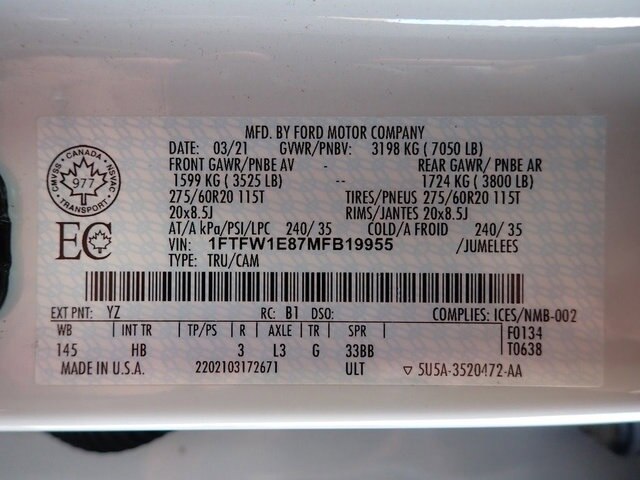 MFD. BY FORD MOTOR COMPANY
DATE: 03/21 GVWR/PNBV: 3198 KG ( 7050 LB)
FRONT GAWR/PNBE AV - REAR GAWR/ PNBE AR
1599 KG ( 3525 LB) -- 1724 KG ( 3800 LB)
275/60R20 115T TIRES/PNEUS 275/60R20 115T
20x8.5J RIMS/JANTES 20x8.5J
AT/A kPa/PSI/LPC 240/ 35 COLD/A FROID 240/ 35
VIN: 1FTFW1E87MFB19955 /JUMELEES
TYPE: TRU/CAM
CANADA
CMVSS NSVAC
977
TRANSPORT
EC
EXT PNT: YZ RC: B1 DSO: COMPLIES: ICES/NMB-002
WB INT TR TP/PS R AXLE TR SPR F0134
145 HB 3 L3 G 33BB T0638
MADE IN U.S.A. 2202103172671 ULT ▽ 5U5A-3520472-AA